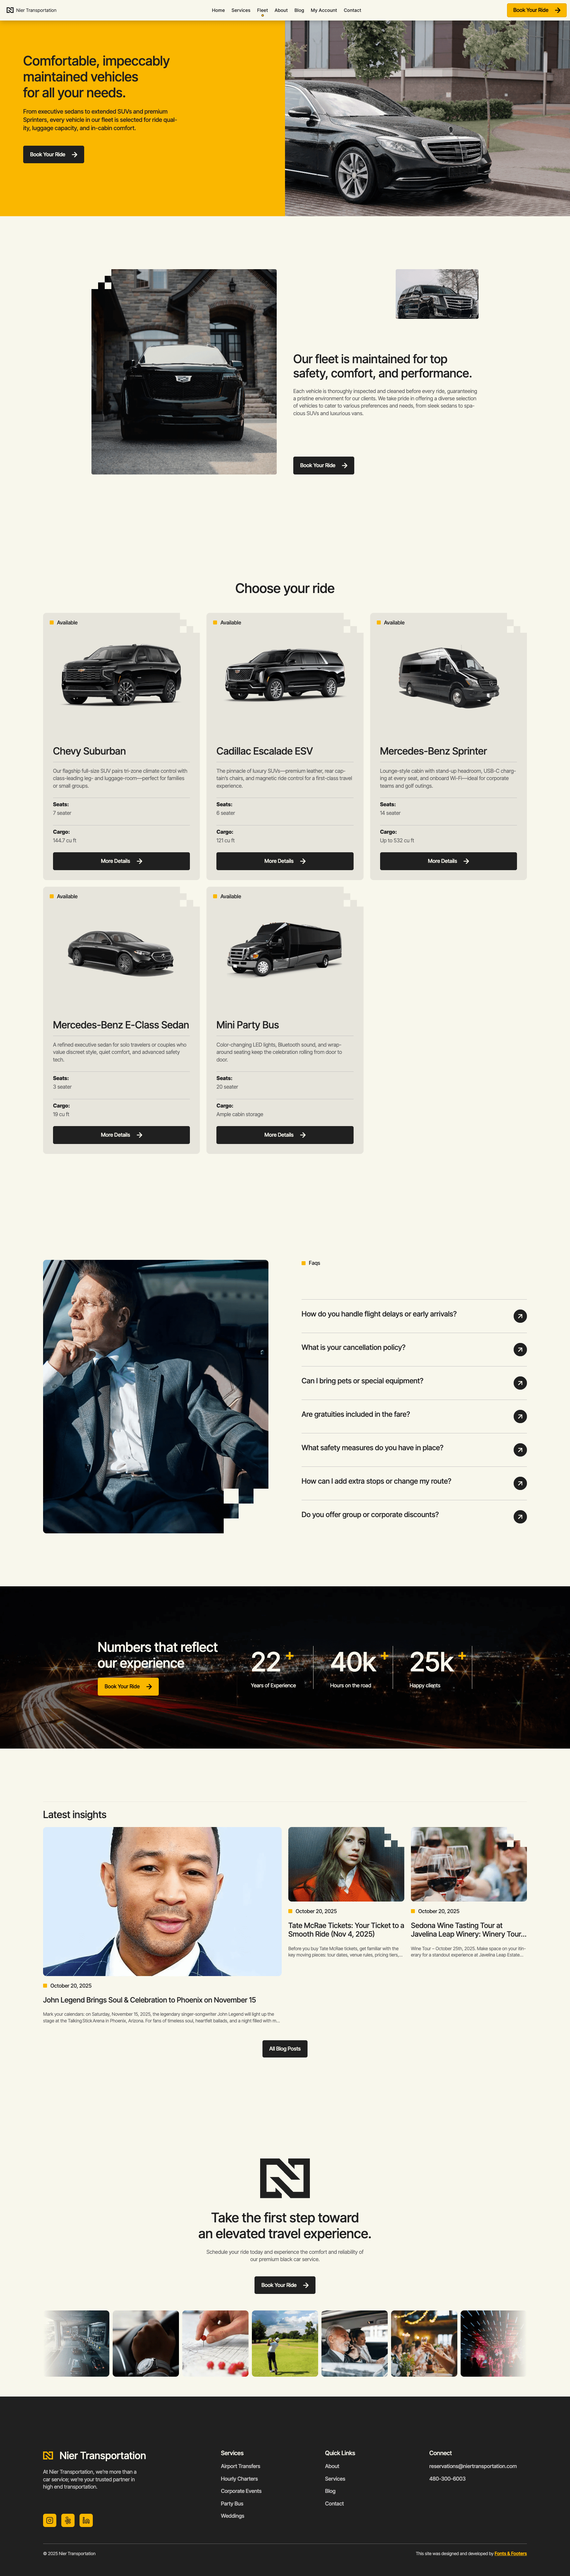 Nier Transportation
Home Services Fleet About Blog My Account Contact
Book Your Ride
Comfortable, impeccably
maintained vehicles
for all your needs.
From executive sedans to extended SUVs and premium
Sprinters, every vehicle in our fleet is selected for ride qual-
ity, luggage capacity, and in-cabin comfort.
Book Your Ride
Our fleet is maintained for top
safety, comfort, and performance.
Each vehicle is thoroughly inspected and cleaned before every ride, guaranteeing
a pristine environment for our clients. We take pride in offering a diverse selection
of vehicles to cater to various preferences and needs, from sleek sedans to spa-
cious SUVs and luxurious vans.
Book Your Ride
Choose your ride
Available
Chevy Suburban
Our flagship full-size SUV pairs tri-zone climate control with
class-leading leg- and luggage-room—perfect for families
or small groups.
Seats:
7 seater
Cargo:
144.7 cu ft
More Details
Available
Cadillac Escalade ESV
The pinnacle of luxury SUVs—premium leather, rear cap-
tain's chairs, and magnetic ride control for a first-class travel
experience.
Seats:
6 seater
Cargo:
121 cu ft
More Details
Available
Mercedes-Benz Sprinter
Lounge-style cabin with stand-up headroom, USB-C charg-
ing at every seat, and onboard Wi-Fi—ideal for corporate
teams and golf outings.
Seats:
14 seater
Cargo:
Up to 532 cu ft
More Details
Available
Mercedes-Benz E-Class Sedan
A refined executive sedan for solo travelers or couples who
value discreet style, quiet comfort, and advanced safety
tech.
Seats:
3 seater
Cargo:
19 cu ft
More Details
Available
Mini Party Bus
Color-changing LED lights, Bluetooth sound, and wrap-
around seating keep the celebration rolling from door to
door.
Seats:
20 seater
Cargo:
Ample cabin storage
More Details
Faqs
How do you handle flight delays or early arrivals?
What is your cancellation policy?
Can I bring pets or special equipment?
Are gratuities included in the fare?
What safety measures do you have in place?
How can I add extra stops or change my route?
Do you offer group or corporate discounts?
Numbers that reflect
our experience
Book Your Ride
22+
Years of Experience
40k+
Hours on the road
25k+
Happy clients
Latest insights
October 20, 2025
John Legend Brings Soul & Celebration to Phoenix on November 15
Mark your calendars: on Saturday, November 15, 2025, the legendary singer-songwriter John Legend will light up the
stage at the Talking Stick Arena in Phoenix, Arizona. For fans of timeless soul, heartfelt ballads, and a night filled with m...
October 20, 2025
Tate McRae Tickets: Your Ticket to a
Smooth Ride (Nov 4, 2025)
Before you buy Tate McRae tickets, get familiar with the
key moving pieces: tour dates, venue rules, pricing tiers,...
October 20, 2025
Sedona Wine Tasting Tour at
Javelina Leap Winery: Winery Tour...
Wine Tour – October 25th, 2025. Make space on your itin-
erary for a standout experience at Javelina Leap Estate...
All Blog Posts
Take the first step toward
an elevated travel experience.
Schedule your ride today and experience the comfort and reliability of
our premium black car service.
Book Your Ride
Nier Transportation
At Nier Transportation, we're more than a
car service; we're your trusted partner in
high end transportation.
Services
Airport Transfers
Hourly Charters
Corporate Events
Party Bus
Weddings
Quick Links
About
Services
Blog
Contact
Connect
reservations@niertransportation.com
480-300-6003
© 2025 Nier Transportation
This site was designed and developed by Fonts & Footers